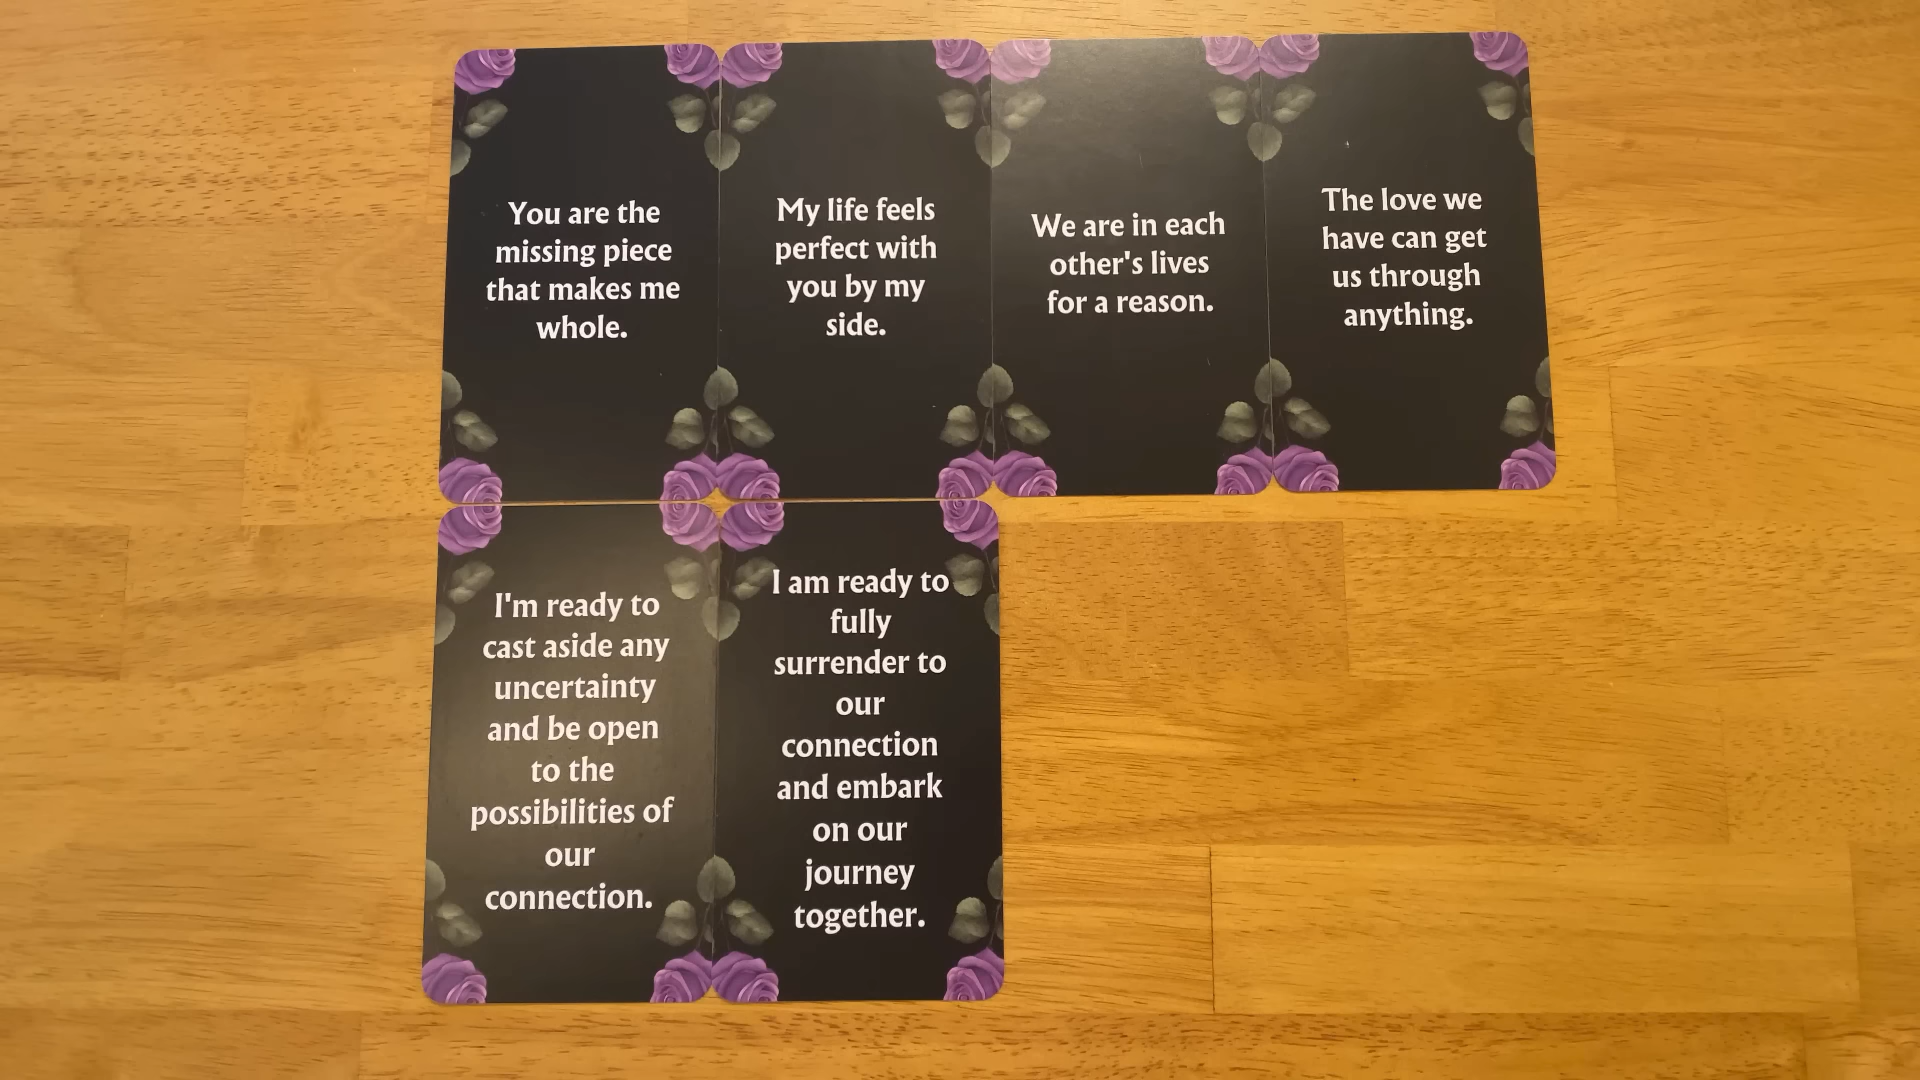 You are the
missing piece
that makes me
whole.
My life feels
perfect with
you by my
side.
We are in each
other's lives
for a reason.
The love we
have can get
us through
anything.
I'm ready to
cast aside any
uncertainty
and be open
to the
possibilities of
our
connection.
I am ready to
fully
surrender to
our
connection
and embark
on our
journey
together.